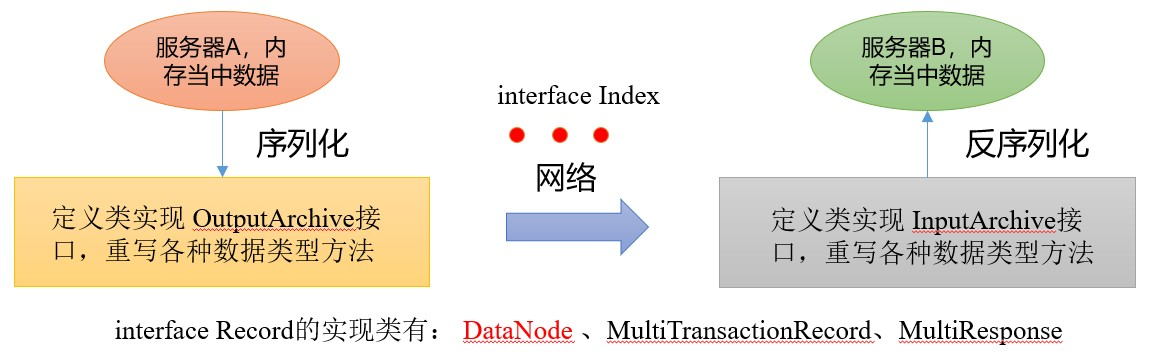 服务器A，内
存当中数据
序列化
定义类实现 OutputArchive接
口，重写各种数据类型方法
interface Index
网络
服务器B，内
存当中数据
反序列化
定义类实现 InputArchive接
口，重写各种数据类型方法
interface Record的实现类有： DataNode 、MultiTransactionRecord、MultiResponse